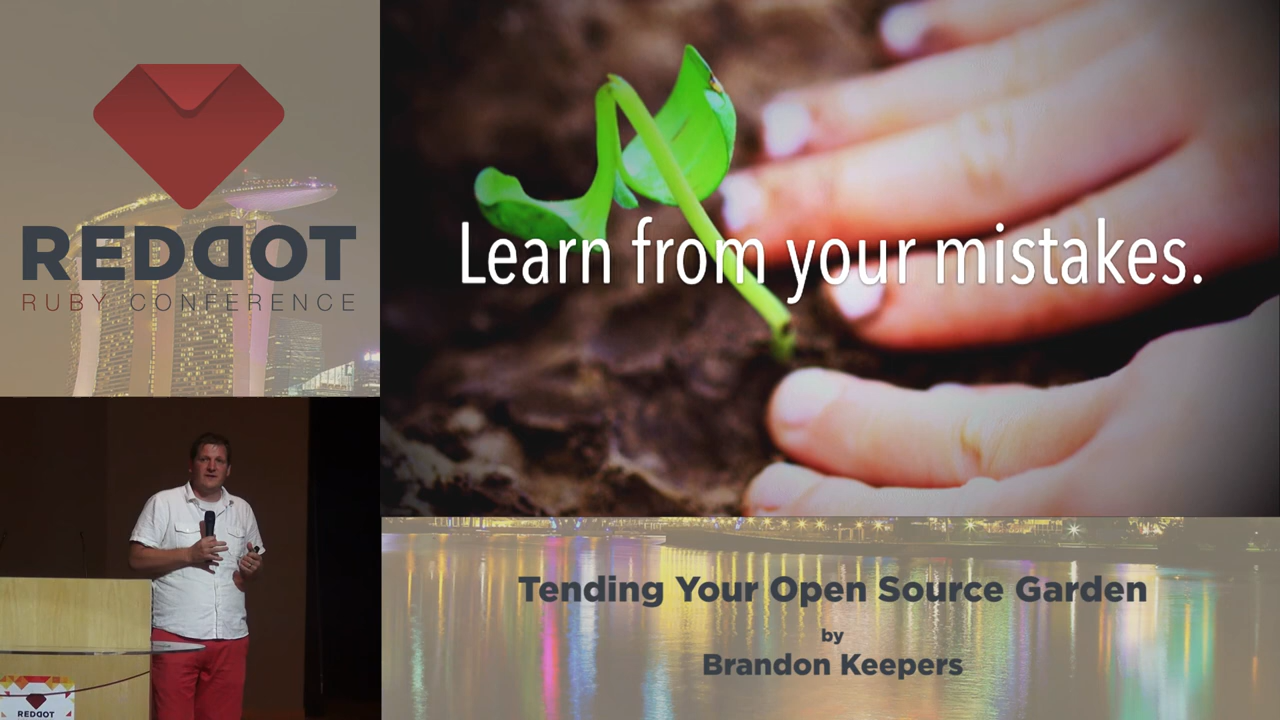 REDDOT
RUBY CONFERENCE
Learn from your mistakes.
Tending Your Open Source Garden
by
Brandon Keepers
REDDOT